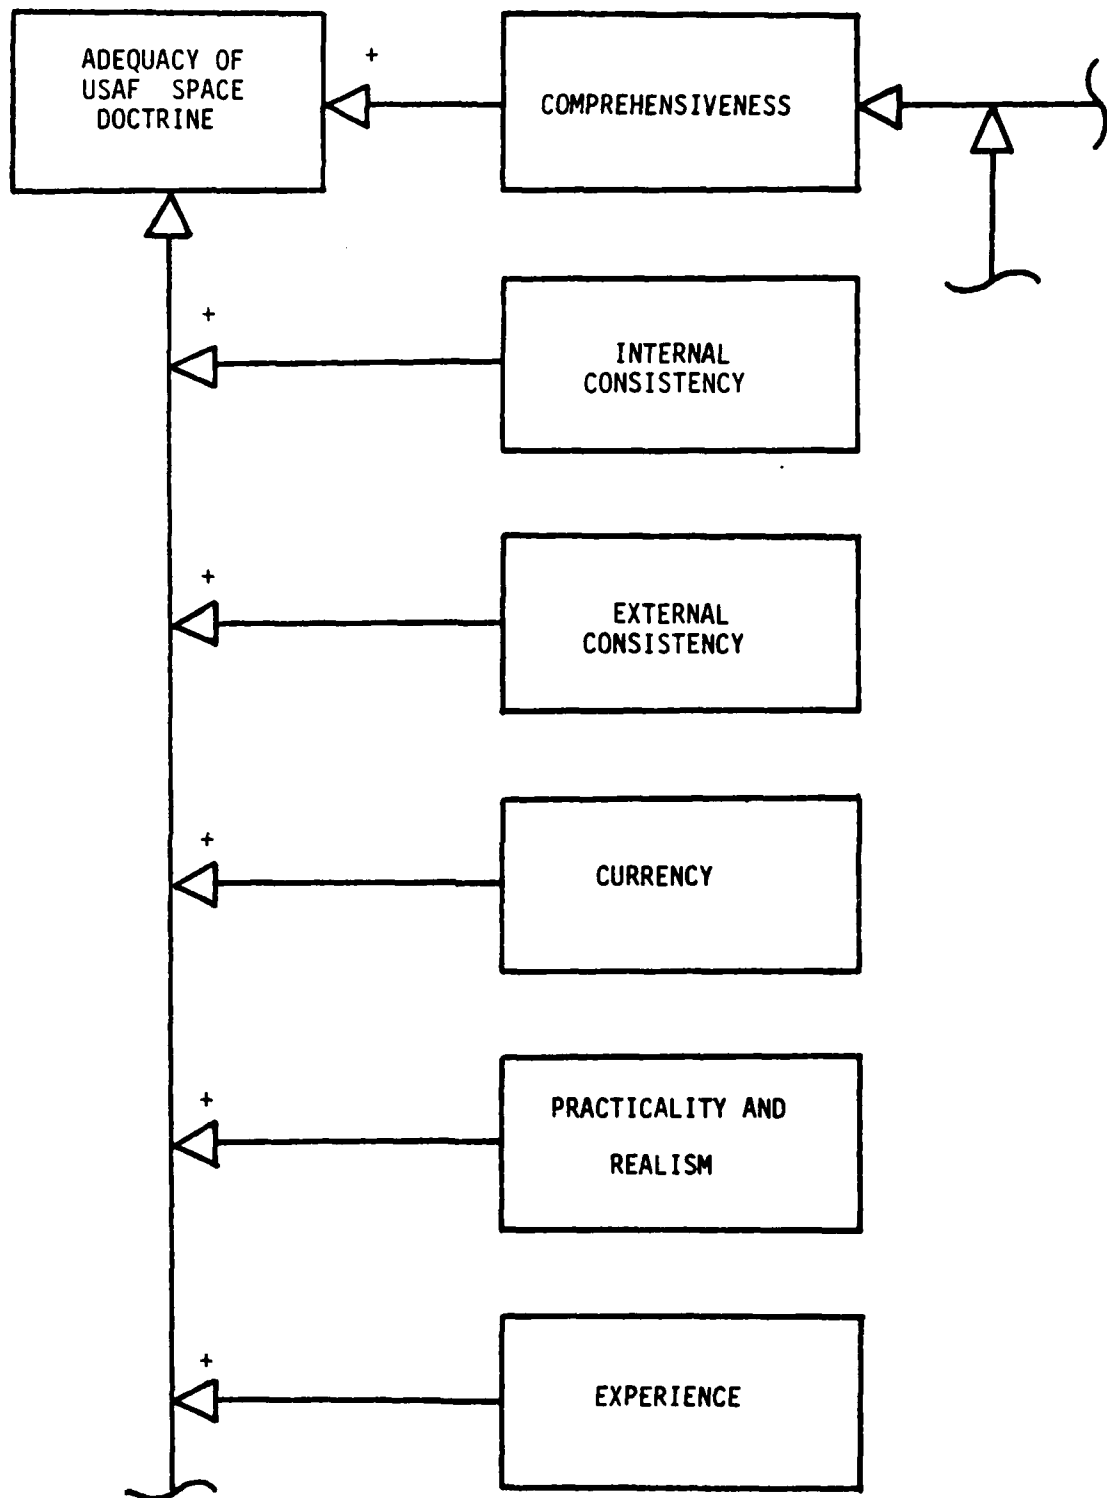 ADEQUACY OF
USAF SPACE
DOCTRINE
+
COMPREHENSIVENESS
+
INTERNAL
CONSISTENCY
+
EXTERNAL
CONSISTENCY
+
CURRENCY
+
PRACTICALITY AND
REALISM
+
EXPERIENCE